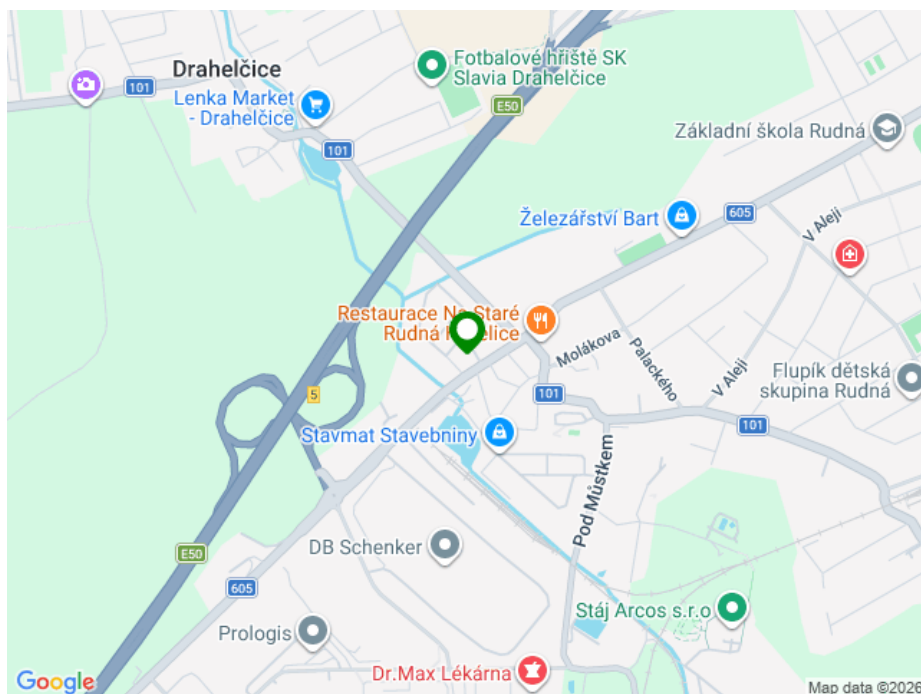 Fotbalové hřiště SK
Slavia Drahelčice
Drahelčice
101
Lenka Market
- Drahelčice
E50
101
Základní škola Rudná
605
Železářství Bart
V Aleji
Restaurace Na Staré
Rudná
Molákova
Palackého
V Aleji
Flupík dětská
skupina Rudná
5
101
101
Stavmat Stavebniny
Pod Můstkem
DB Schenker
E50
605
Stáj Arcos s.r.o
Prologis
Dr.Max Lékárna
Google
Map data ©2026